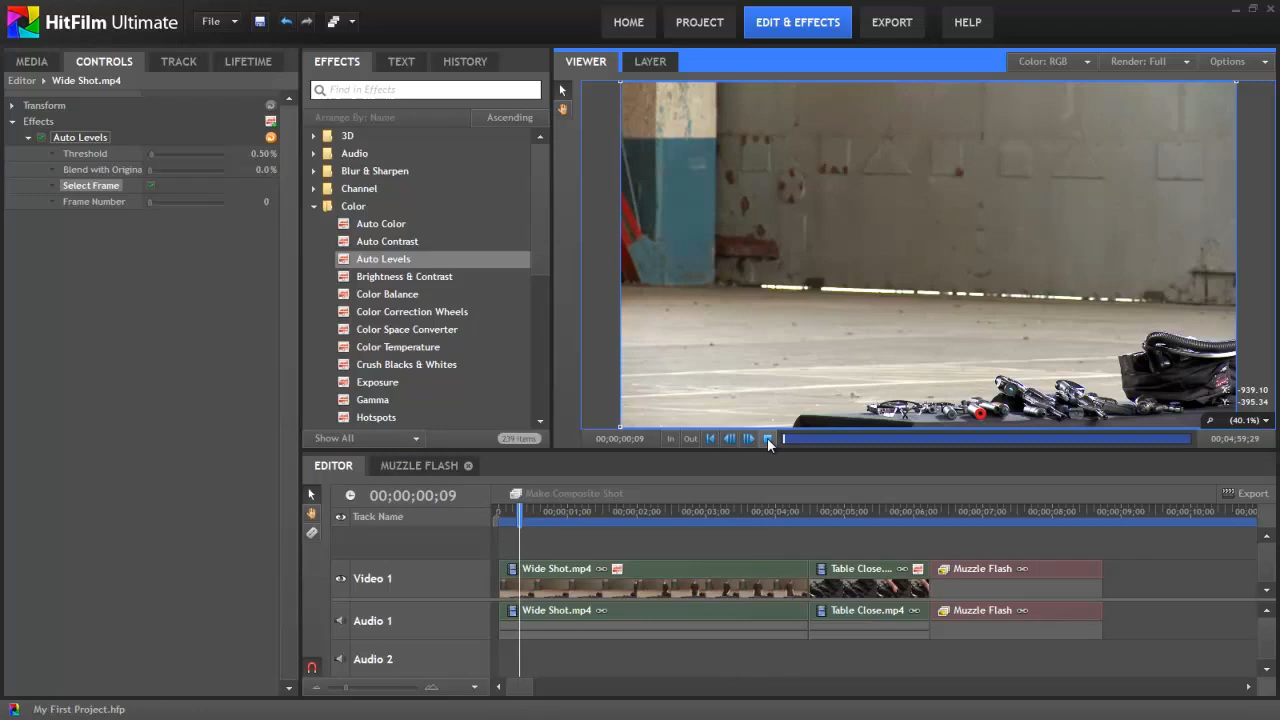 HitFilm Ultimate
File
HOME
PROJECT
EDIT & EFFECTS
EXPORT
HELP
MEDIA
CONTROLS
TRACK
LIFETIME
Editor
Wide Shot.mp4
Transform
Effects
Auto Levels
Threshold
0.50%
Blend with Origina
0.0%
Select Frame
Frame Number
0
EFFECTS
TEXT
HISTORY
Find in Effects
Arrange By: Name
Ascending
3D
Audio
Blur & Sharpen
Channel
Color
Auto Color
Auto Contrast
Auto Levels
Brightness & Contrast
Color Balance
Color Correction Wheels
Color Space Converter
Color Temperature
Crush Blacks & Whites
Exposure
Gamma
Hotspots
Show All
239 items
VIEWER
LAYER
Color: RGB
Render: Full
Options
X: -939.10
Y: -395.34
(40.1%)
00;00;00;09
In
Out
00;04;59;29
EDITOR
MUZZLE FLASH
00;00;00;09
Make Composite Shot
Export
Track Name
0
00;00;01;00
00;00;02;00
00;00;03;00
00;00;04;00
00;00;05;00
00;00;06;00
00;00;07;00
00;00;08;00
00;00;09;00
00;00;10;00
00;00
Video 1
Wide Shot.mp4
Table Close....
Muzzle Flash
Audio 1
Wide Shot.mp4
Table Close.mp4
Muzzle Flash
Audio 2
My First Project.hfp